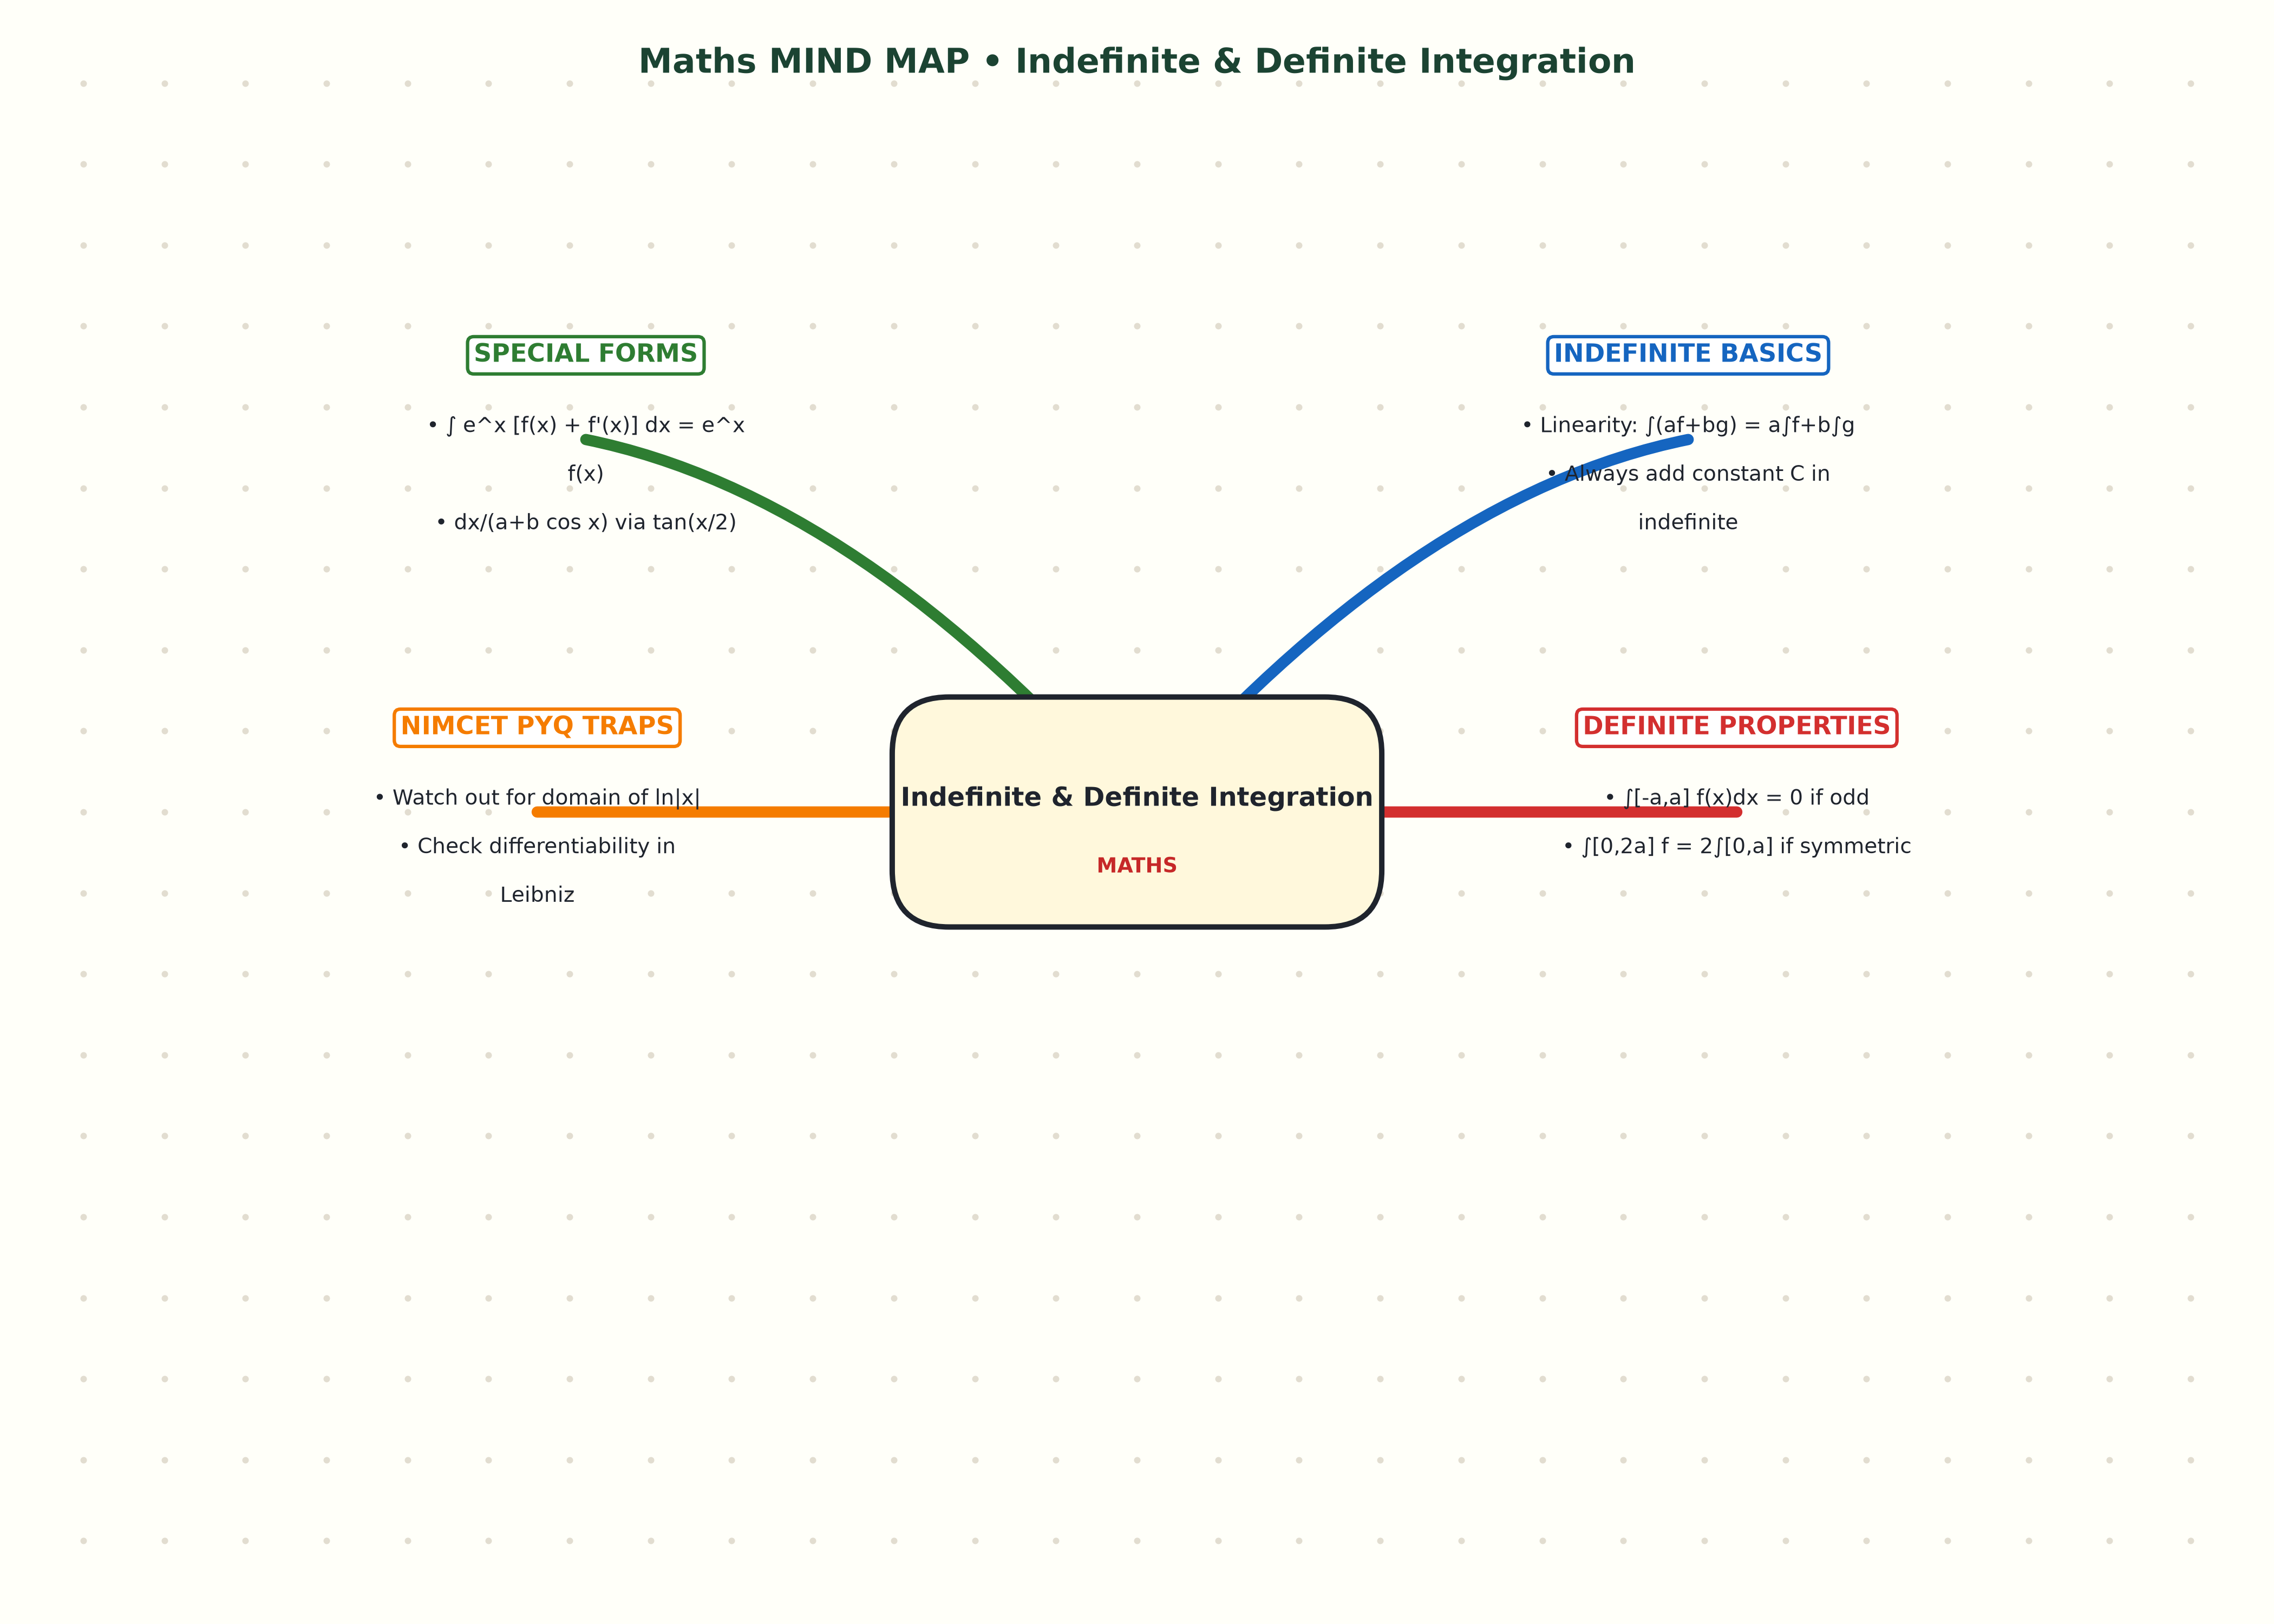 Maths MIND MAP • Indefinite & Definite Integration
SPECIAL FORMS
• ∫ e^x [f(x) + f'(x)] dx = e^x
f(x)
• dx/(a+b cos x) via tan(x/2)
INDEFINITE BASICS
• Linearity: ∫(af+bg) = a∫f+b∫g
• Always add constant C in
indefinite
NIMCET PYQ TRAPS
• Watch out for domain of ln|x|
• Check differentiability in
Leibniz
Indefinite & Definite Integration
MATHS
DEFINITE PROPERTIES
• ∫[-a,a] f(x)dx = 0 if odd
• ∫[0,2a] f = 2∫[0,a] if symmetric